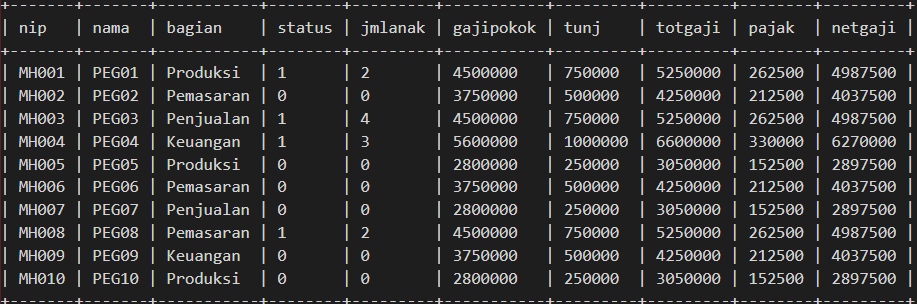 | nip | nama | bagian | status | jmlanak | gajipokok | tunj | totgaji | pajak | netgaji |
| MH001 | PEG01 | Produksi | 1 | 2 | 4500000 | 750000 | 5250000 | 262500 | 4987500 |
| MH002 | PEG02 | Pemasaran | 0 | 0 | 3750000 | 500000 | 4250000 | 212500 | 4037500 |
| MH003 | PEG03 | Penjualan | 1 | 4 | 4500000 | 750000 | 5250000 | 262500 | 4987500 |
| MH004 | PEG04 | Keuangan | 1 | 3 | 5600000 | 1000000 | 6600000 | 330000 | 6270000 |
| MH005 | PEG05 | Produksi | 0 | 0 | 2800000 | 250000 | 3050000 | 152500 | 2897500 |
| MH006 | PEG06 | Pemasaran | 0 | 0 | 3750000 | 500000 | 4250000 | 212500 | 4037500 |
| MH007 | PEG07 | Penjualan | 0 | 0 | 2800000 | 250000 | 3050000 | 152500 | 2897500 |
| MH008 | PEG08 | Pemasaran | 1 | 2 | 4500000 | 750000 | 5250000 | 262500 | 4987500 |
| MH009 | PEG09 | Keuangan | 0 | 0 | 3750000 | 500000 | 4250000 | 212500 | 4037500 |
| MH010 | PEG10 | Produksi | 0 | 0 | 2800000 | 250000 | 3050000 | 152500 | 2897500 |